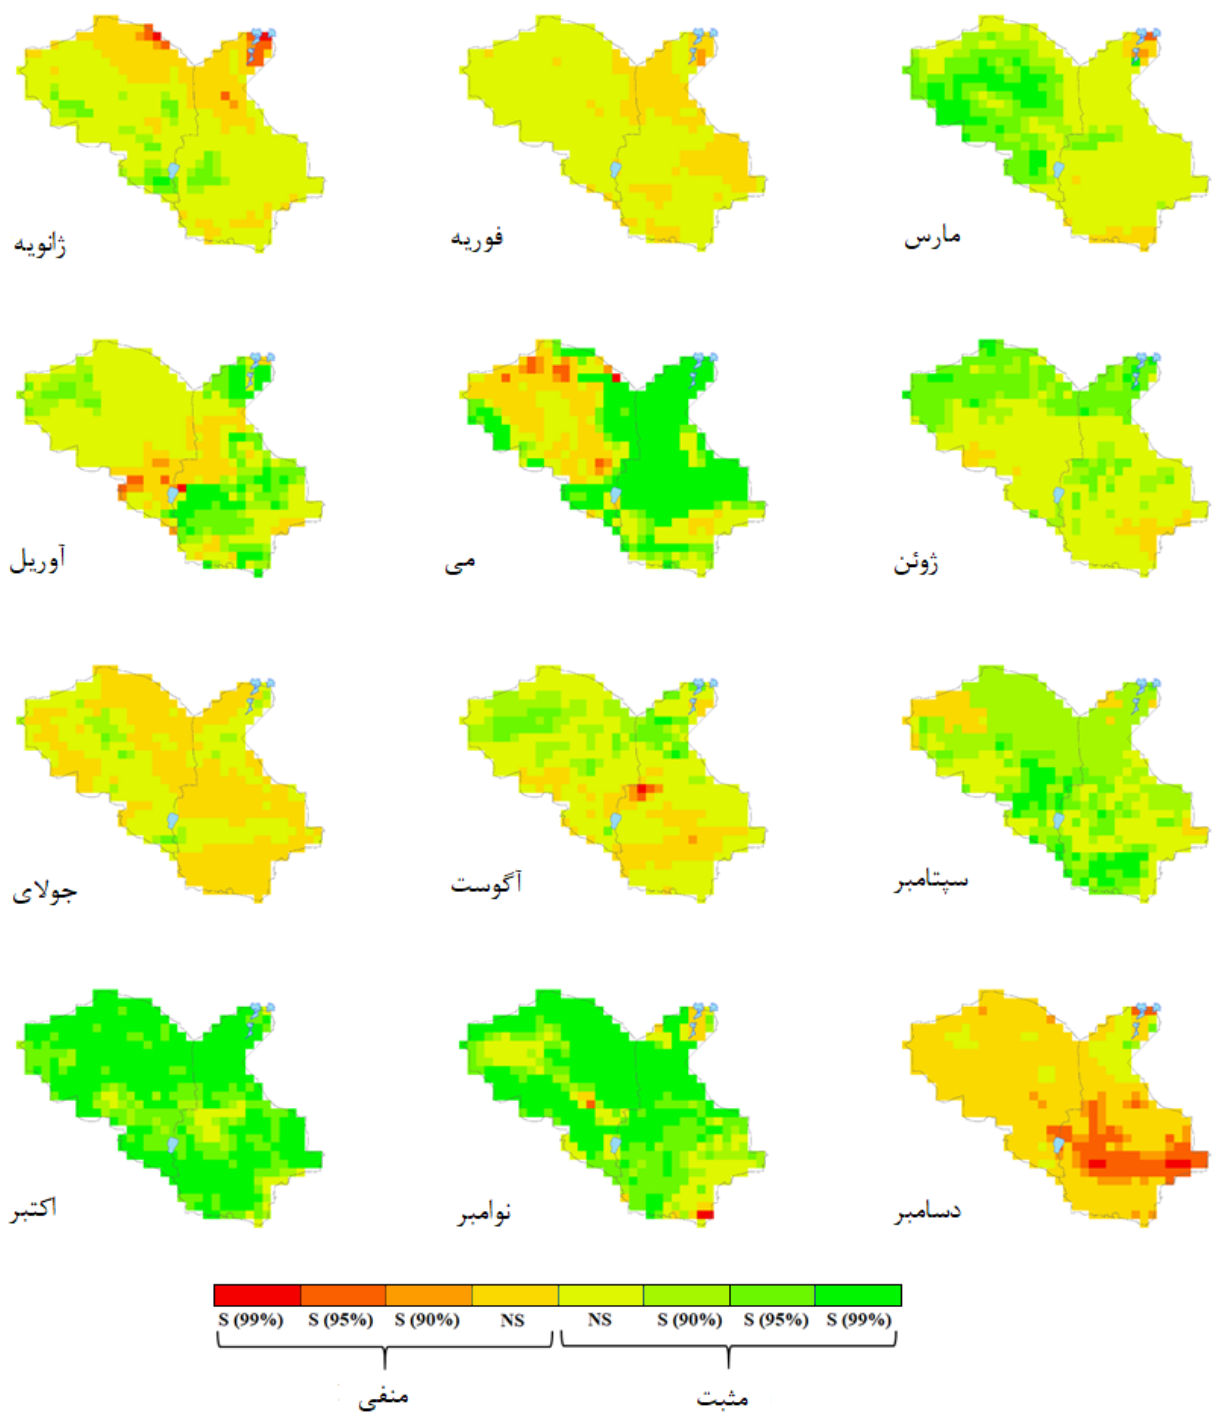 ژانویه
فوریه
مارس
آوریل
می
ژوئن
جولای
آگوست
سپتامبر
اکتبر
نوامبر
دسامبر
S (99%) S (95%) S (90%) NS NS S (90%) S (95%) S (99%)
منفی
مثبت